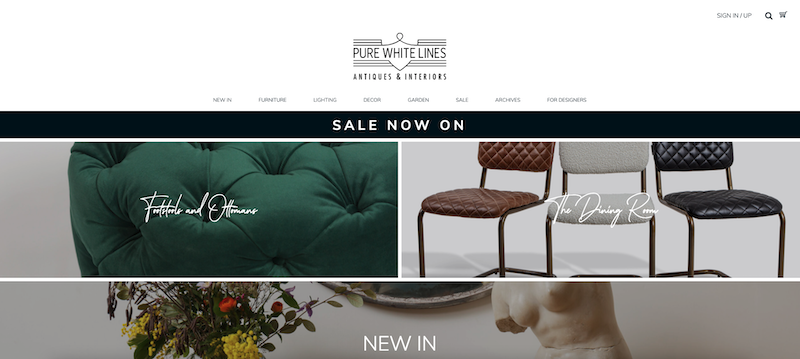 SIGN IN / UP
PURE WHITE LINES
ANTIQUES & INTERIORS
NEW IN FURNITURE LIGHTING DECOR GARDEN SALE ARCHIVES FOR DESIGNERS
SALE NOW ON
Footstools and Ottomans The Dining Room
NEW IN